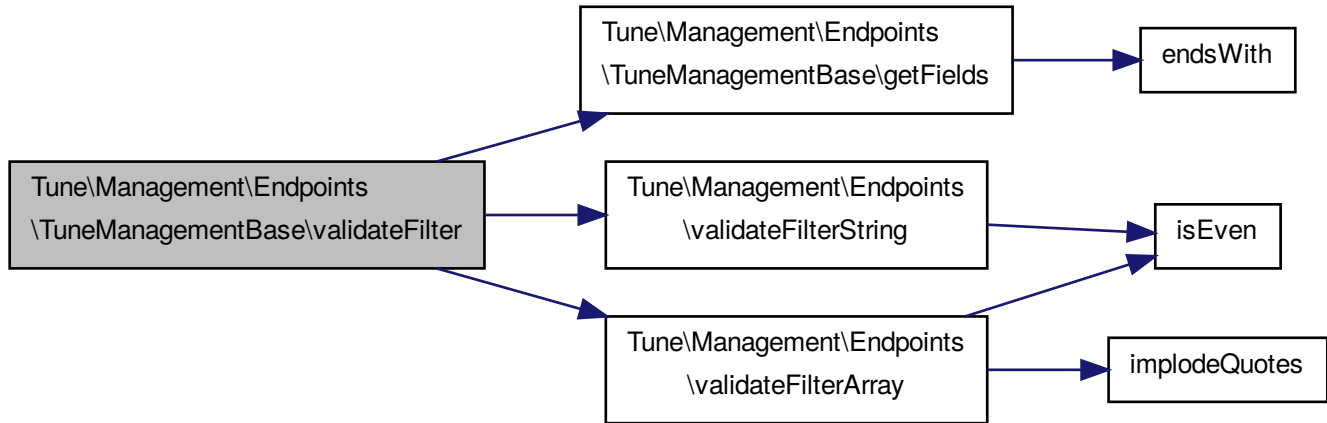 Tune\Management\Endpoints
\TuneManagementBase\validateFilter
Tune\Management\Endpoints
\TuneManagementBase\getFields
endsWith
Tune\Management\Endpoints
\validateFilterString
isEven
Tune\Management\Endpoints
\validateFilterArray
implodeQuotes